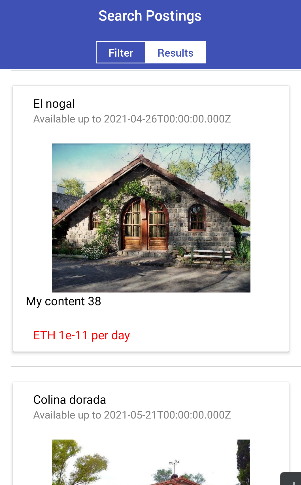 Search Postings
Filter
Results
El nogal
Available up to 2021-04-26T00:00:00.000Z
My content 38
ETH 1e-11 per day
Colina dorada
Available up to 2021-05-21T00:00:00.000Z